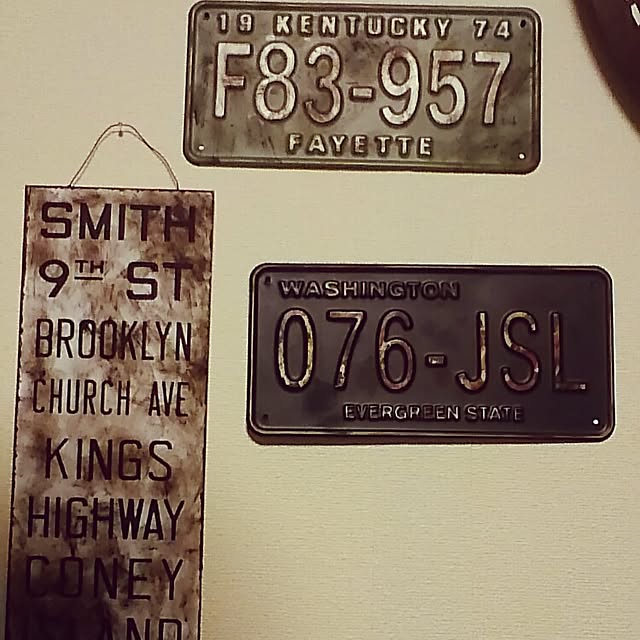 19 KENTUCKY 74
F83-957
FAYETTE
SMITH
9TH ST
BROOKLYN
CHURCH AVE
KINGS
HIGHWAY
CONEY
ISLAND
WASHINGTON
076-JSL
EVERGREEN STATE